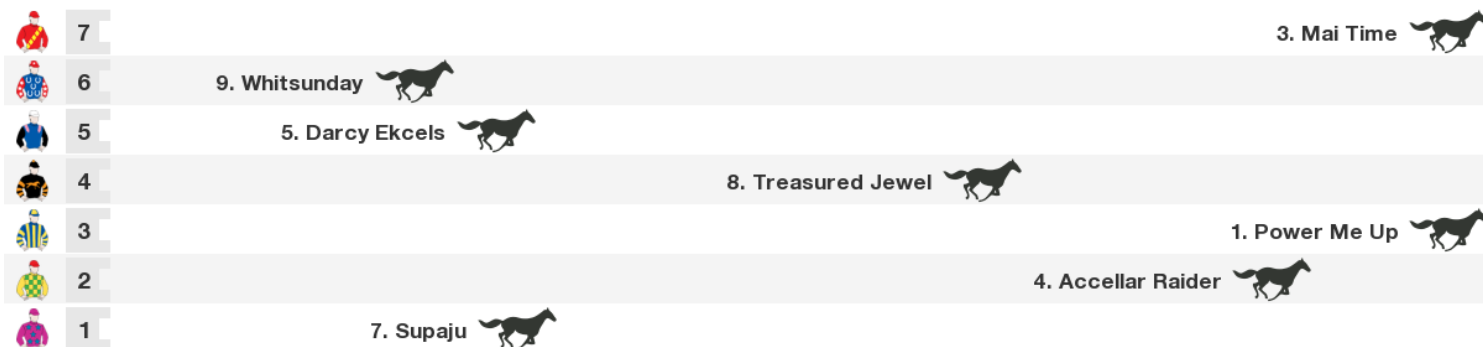 7 3. Mai Time
6 9. Whitsunday
5 5. Darcy Ekcels
4 8. Treasured Jewel
3 1. Power Me Up
2 4. Accellar Raider
1 7. Supaju